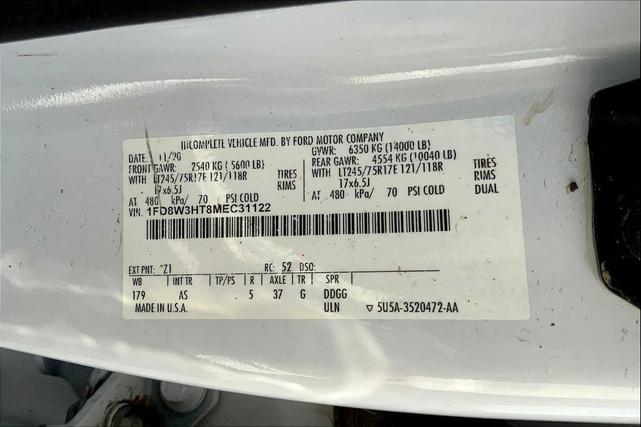 INCOMPLETE VEHICLE MFD. BY FORD MOTOR COMPANY
DATE: 11/20 GVWR: 6350 KG (14000 LB)
FRONT GAWR: 2540 KG (5600 LB) REAR GAWR: 4554 KG (10040 LB)
WITH LT245/75R17E 121/118R TIRES WITH LT245/75R17E 121/118R TIRES
17x6.5J RIMS 17x6.5J RIMS
AT 480 kPa/ 70 PSI COLD AT 480 kPa/ 70 PSI COLD DUAL
VIN: 1FD8W3HT8MEC31122
EXT PNT: Z1 RC: 52 DSO:
WB INT TR TP/PS R AXLE TR SPR
179 AS 5 37 G DDGG
MADE IN U.S.A. ULN ▽ 5U5A-3520472-AA